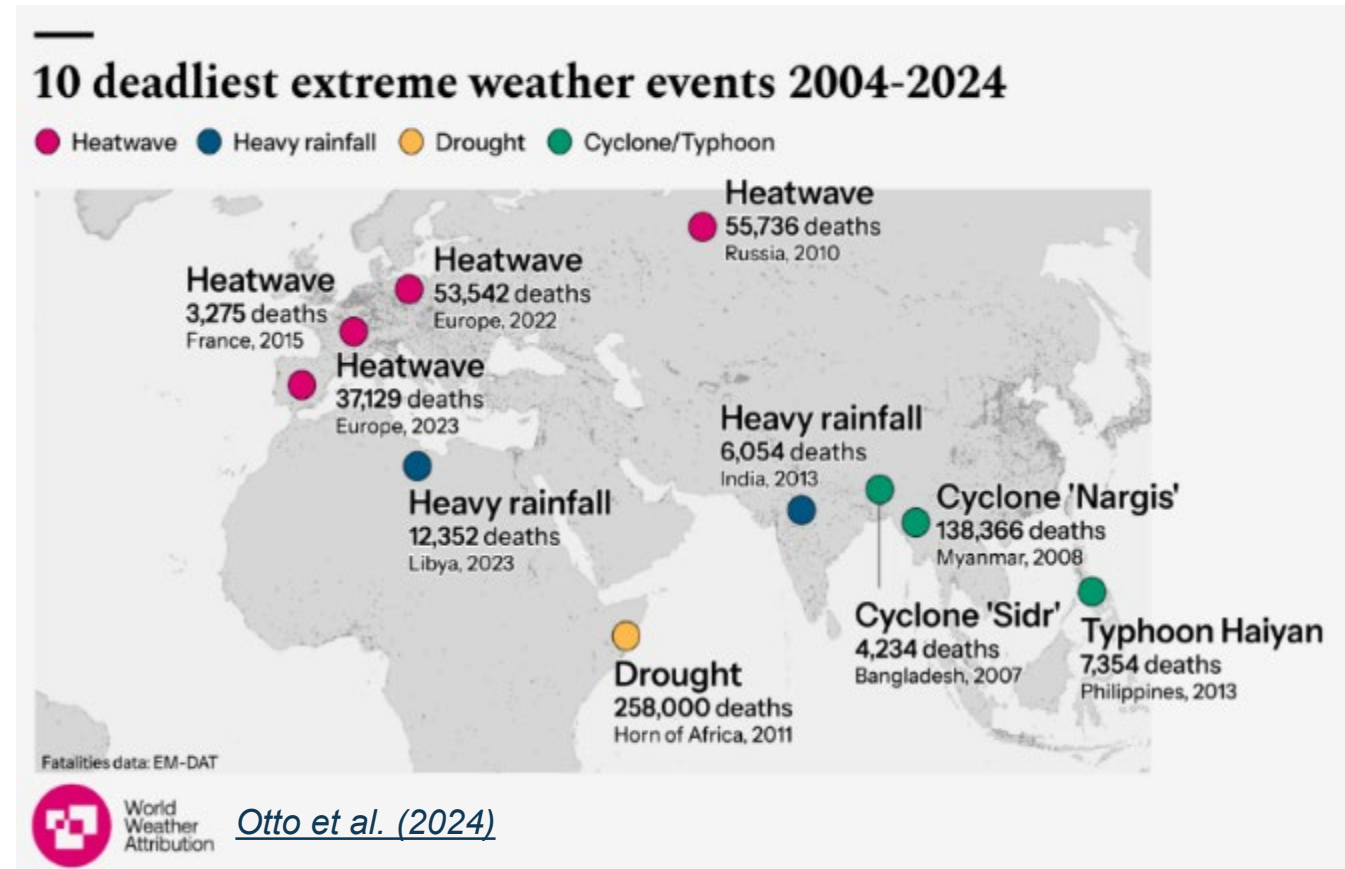 10 deadliest extreme weather events 2004-2024
Heatwave
Heavy rainfall
Drought
Cyclone/Typhoon
Heatwave
55,736 deaths
Russia, 2010
Heatwave
53,542 deaths
Europe, 2022
Heatwave
3,275 deaths
France, 2015
Heatwave
37,129 deaths
Europe, 2023
Heavy rainfall
12,352 deaths
Libya, 2023
Heavy rainfall
6,054 deaths
India, 2013
Cyclone 'Nargis'
138,366 deaths
Myanmar, 2008
Cyclone 'Sidr'
4,234 deaths
Bangladesh, 2007
Typhoon Haiyan
7,354 deaths
Philippines, 2013
Drought
258,000 deaths
Horn of Africa, 2011
Fatalities data: EM-DAT
World
Weather
Attribution
Otto et al. (2024)